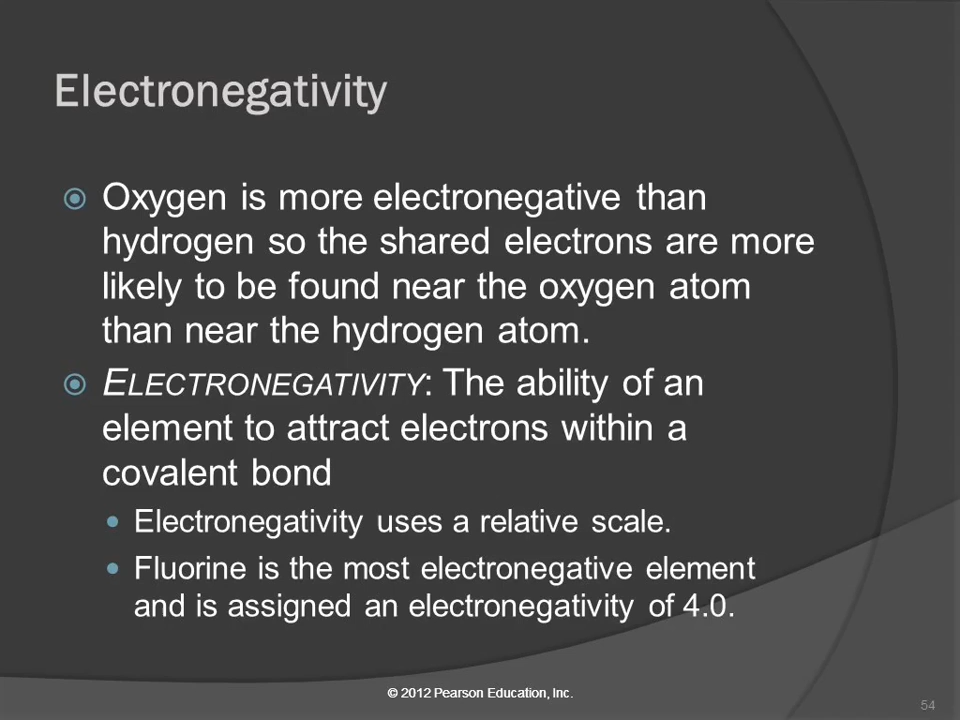 Electronegativity
Oxygen is more electronegative than
hydrogen so the shared electrons are more
likely to be found near the oxygen atom
than near the hydrogen atom.
ELECTRONEGATIVITY: The ability of an
element to attract electrons within a
covalent bond
Electronegativity uses a relative scale.
Fluorine is the most electronegative element
and is assigned an electronegativity of 4.0.
© 2012 Pearson Education, Inc.
54